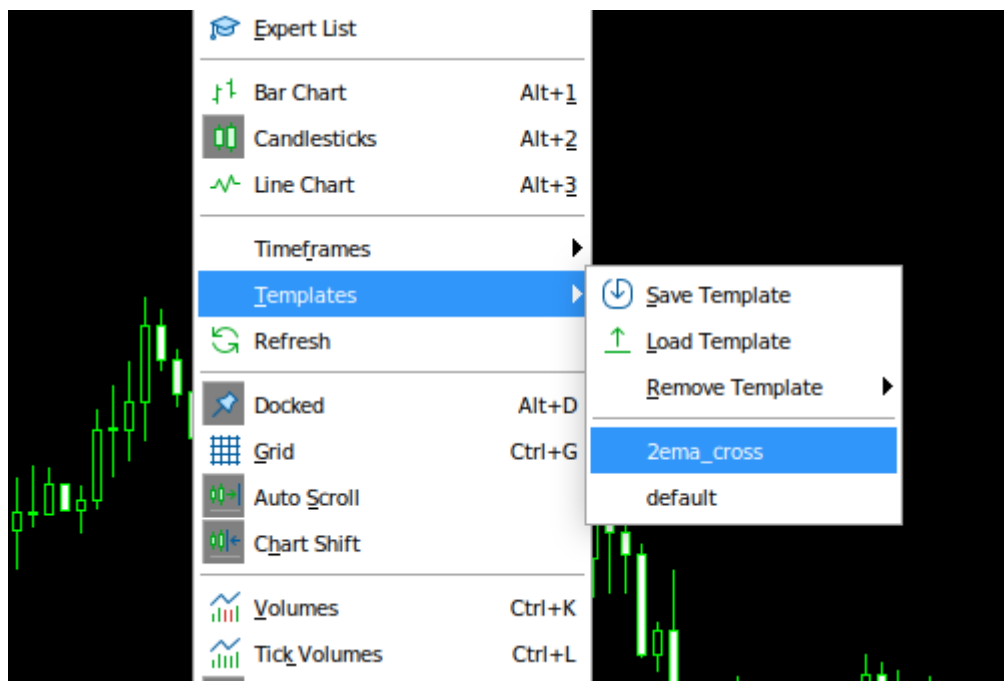 Expert List
Bar Chart Alt+1
Candlesticks Alt+2
Line Chart Alt+3
Timeframes
Templates
Refresh
Docked Alt+D
Grid Ctrl+G
Auto Scroll
Chart Shift
Volumes Ctrl+K
Tick Volumes Ctrl+L
Save Template
Load Template
Remove Template
2ema_cross
default